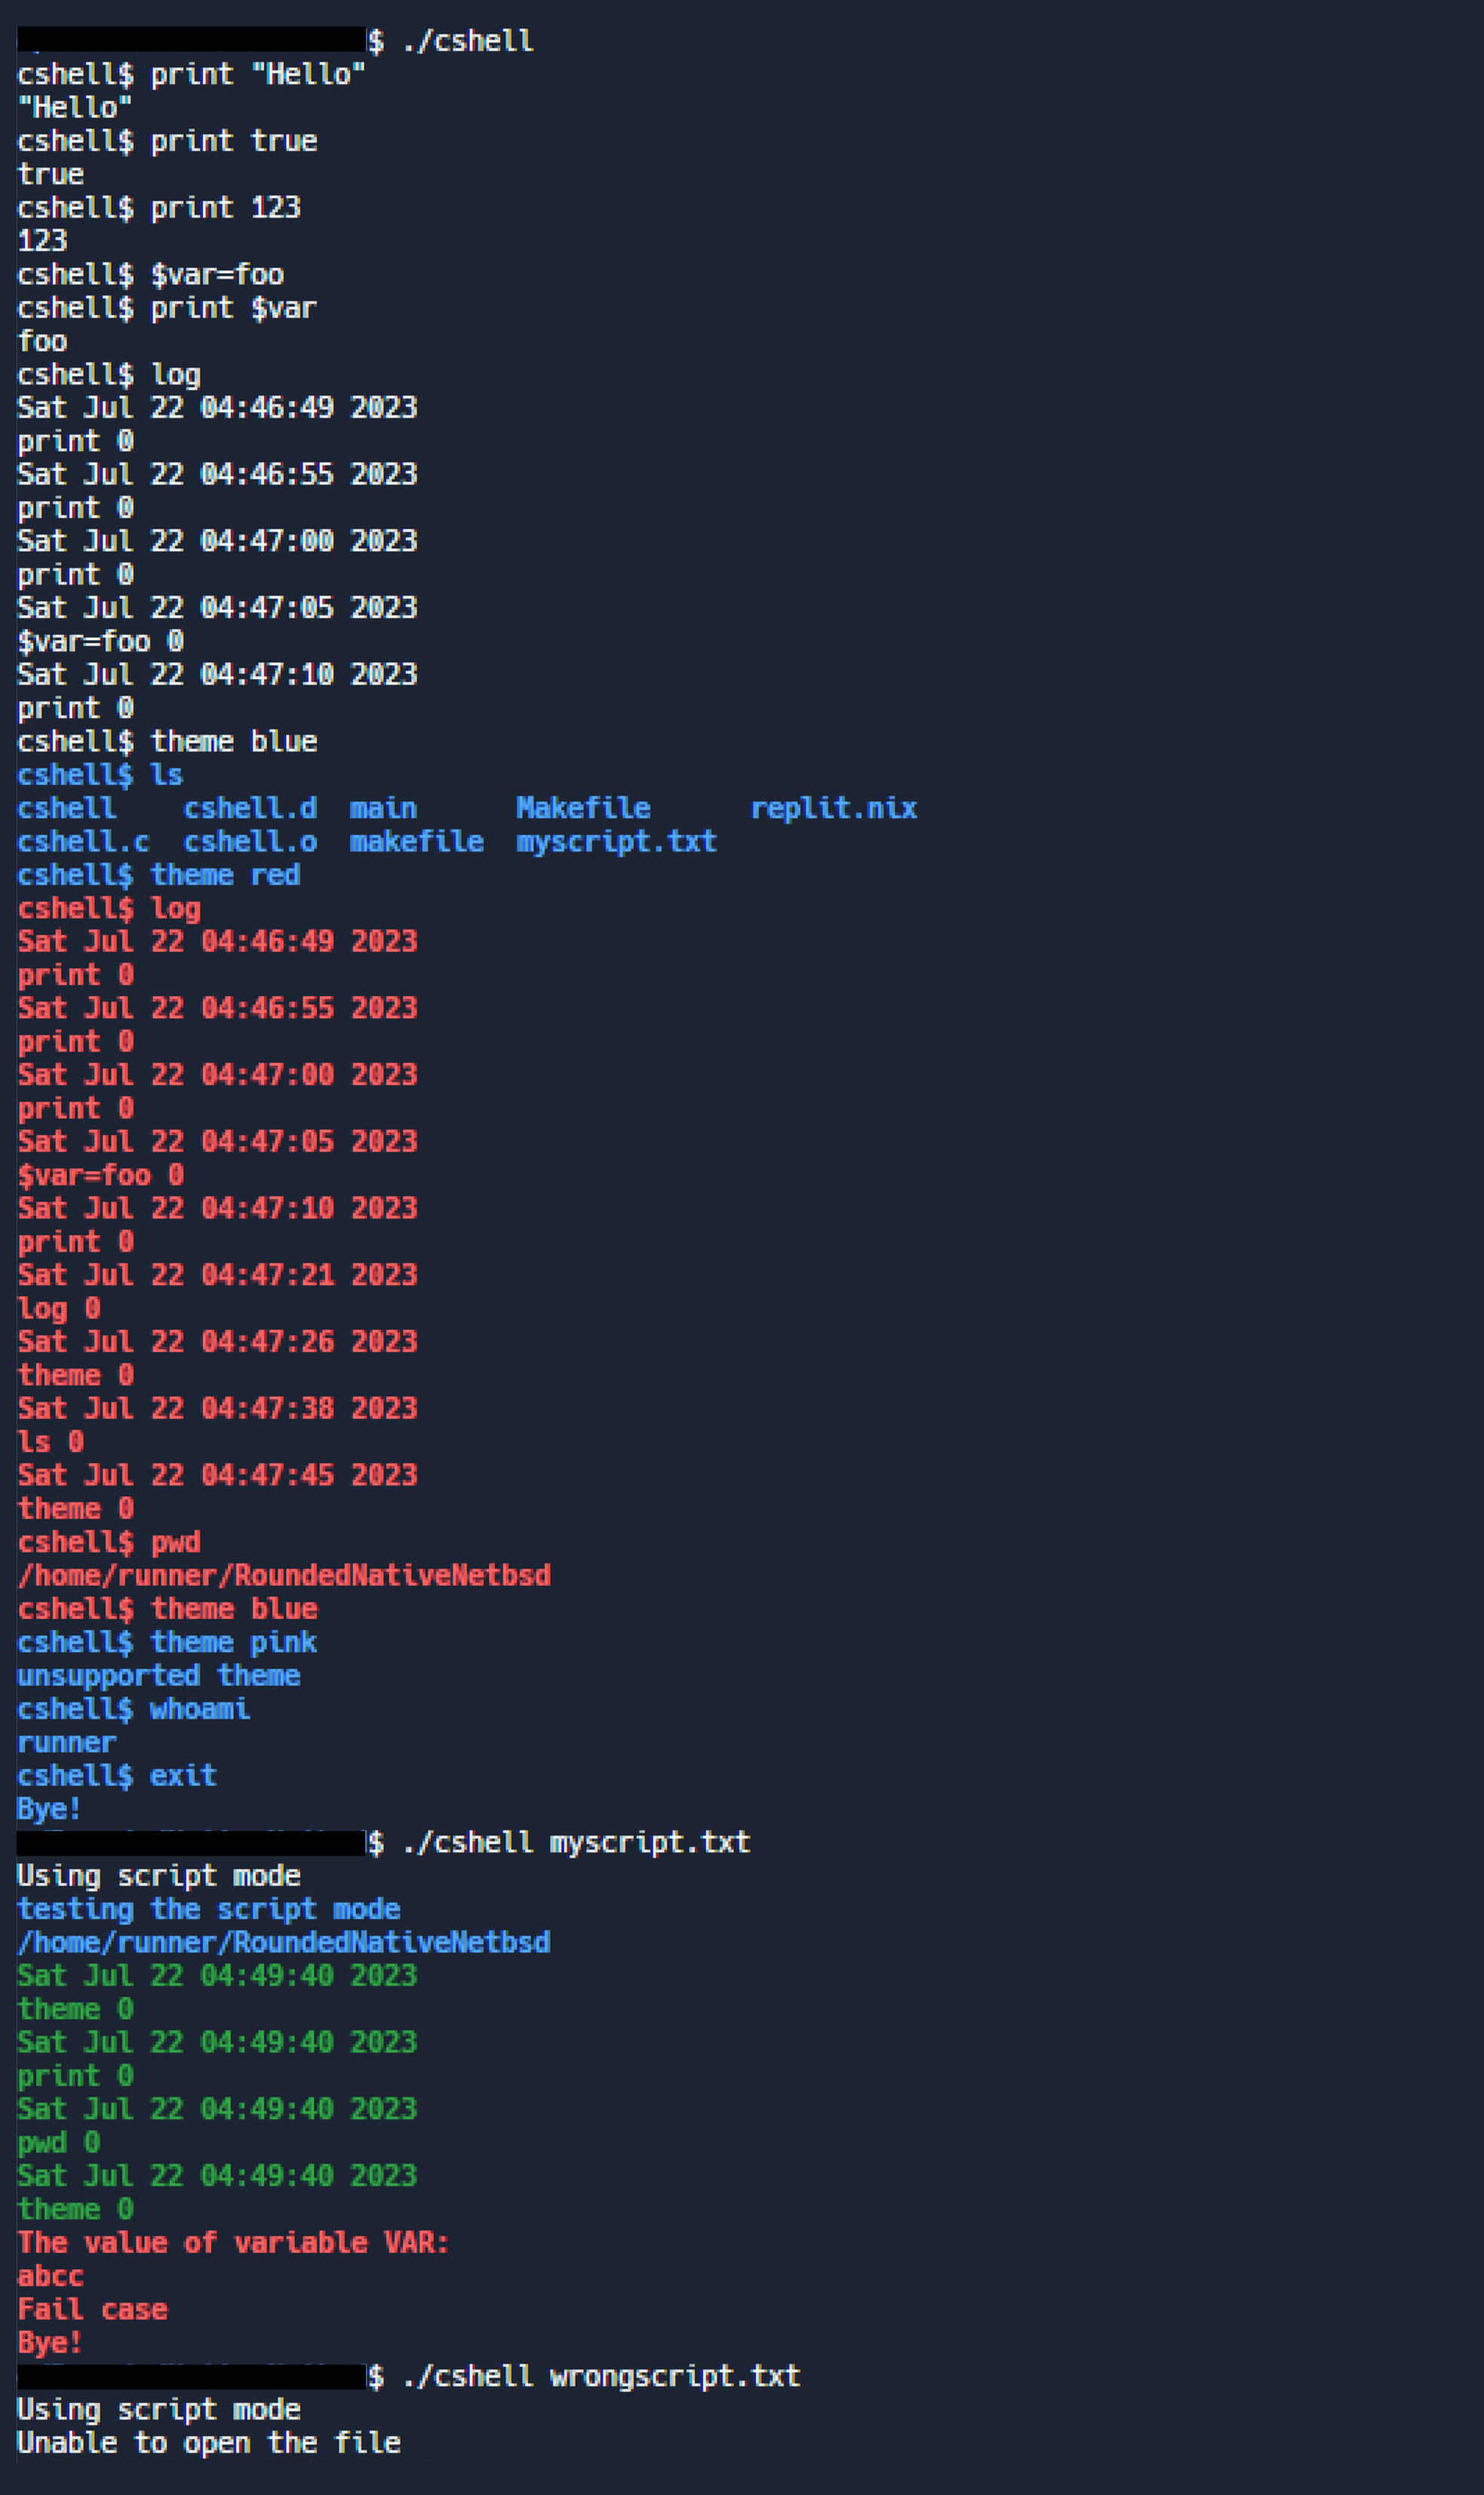 $ ./cshell
cshell$ print "Hello"
"Hello"
cshell$ print true
true
cshell$ print 123
123
cshell$ $var=foo
cshell$ print $var
foo
cshell$ log
Sat Jul 22 04:46:49 2023
print 0
Sat Jul 22 04:46:55 2023
print 0
Sat Jul 22 04:47:00 2023
print 0
Sat Jul 22 04:47:05 2023
$var=foo 0
Sat Jul 22 04:47:10 2023
print 0
cshell$ theme blue
cshell$ ls
cshell    cshell.d  main      Makefile      replit.nix
cshell.c  cshell.o  makefile  myscript.txt
cshell$ theme red
cshell$ log
Sat Jul 22 04:46:49 2023
print 0
Sat Jul 22 04:46:55 2023
print 0
Sat Jul 22 04:47:00 2023
print 0
Sat Jul 22 04:47:05 2023
$var=foo 0
Sat Jul 22 04:47:10 2023
print 0
Sat Jul 22 04:47:21 2023
log 0
Sat Jul 22 04:47:26 2023
theme 0
Sat Jul 22 04:47:38 2023
ls 0
Sat Jul 22 04:47:45 2023
theme 0
cshell$ pwd
/home/runner/RoundedNativeNetbsd
cshell$ theme blue
cshell$ theme pink
unsupported theme
cshell$ whoami
runner
cshell$ exit
Bye!
$ ./cshell myscript.txt
Using script mode
testing the script mode
/home/runner/RoundedNativeNetbsd
Sat Jul 22 04:49:40 2023
theme 0
Sat Jul 22 04:49:40 2023
print 0
Sat Jul 22 04:49:40 2023
pwd 0
Sat Jul 22 04:49:40 2023
theme 0
The value of variable VAR:
abcc
Fail case
Bye!
$ ./cshell wrongscript.txt
Using script mode
Unable to open the file